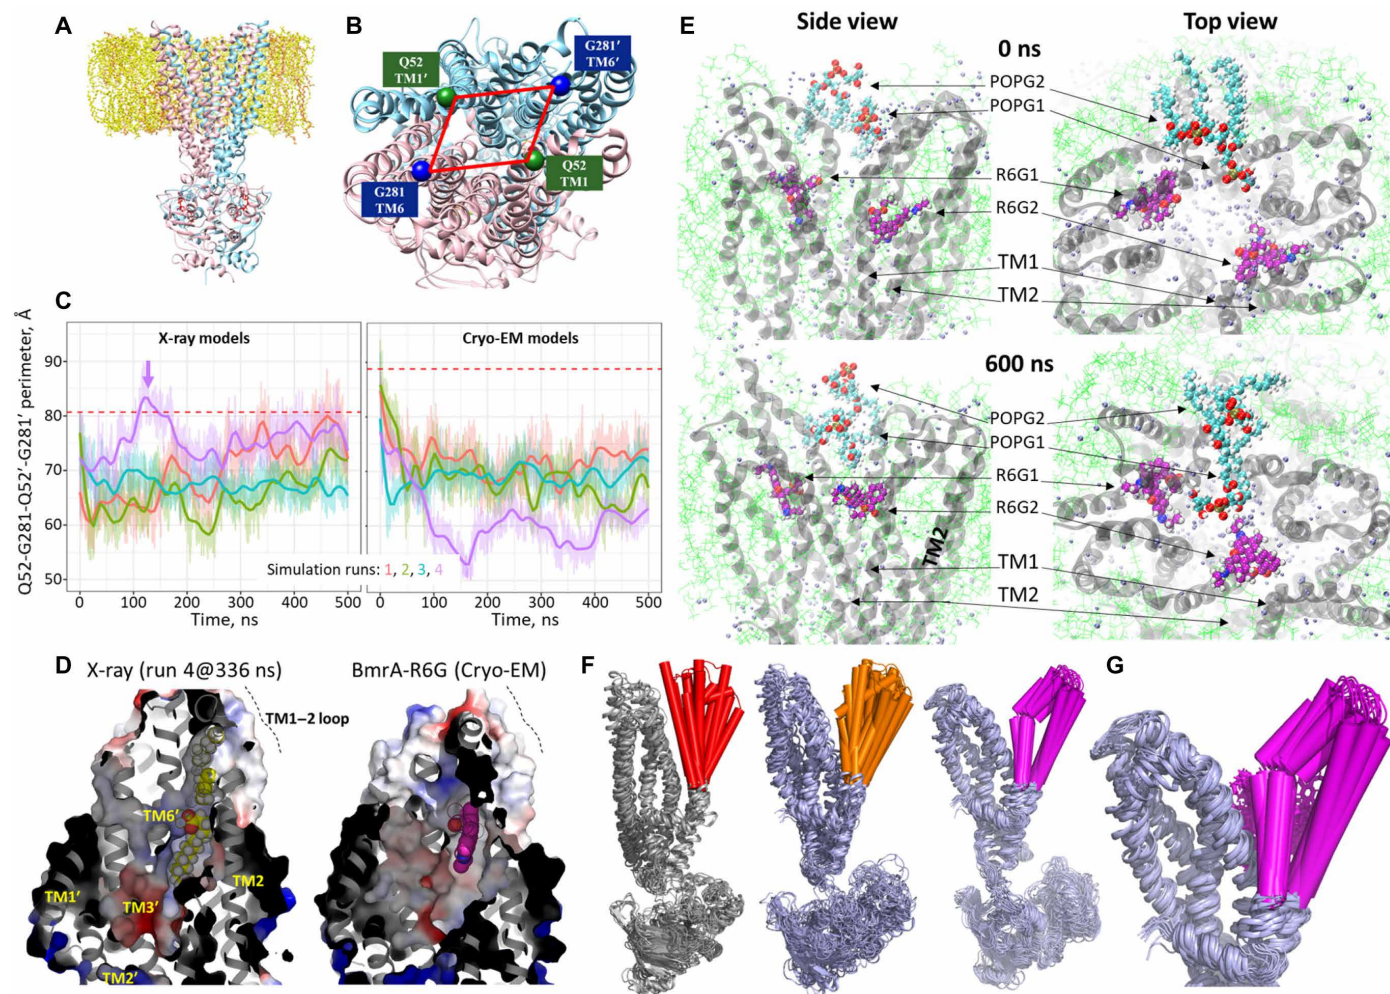 A
B
Q52
TM1′
G281′
TM6′
G281
TM6
Q52
TM1
C
Q52-G281-Q52′-G281′ perimeter, Å
X-ray models
Cryo-EM models
90
80
70
60
50
Simulation runs: 1, 2, 3, 4
0 100 200 300 400 500
0 100 200 300 400 500
Time, ns
Time, ns
D
X-ray (run 4@336 ns)
BmrA-R6G (Cryo-EM)
TM1–2 loop
TM6′
TM1′
TM3′
TM2
TM2′
E
Side view
Top view
0 ns
POPG2
POPG1
R6G1
R6G2
TM1
TM2
600 ns
POPG2
POPG1
R6G1
R6G2
TM1
TM2
TM2
F
G